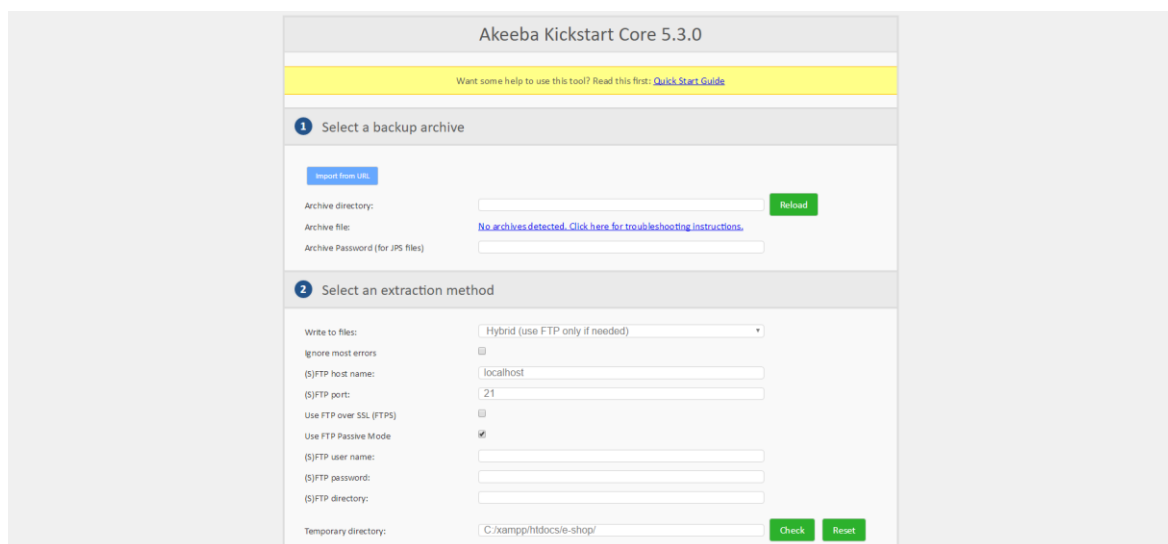 Akeeba Kickstart Core 5.3.0
Want some help to use this tool? Read this first: Quick Start Guide
1 Select a backup archive
Import from URL
Archive directory: Reload
Archive file: No archives detected. Click here for troubleshooting instructions.
Archive Password (for JPS files)
2 Select an extraction method
Write to files: Hybrid (use FTP only if needed)
Ignore most errors
(S)FTP host name: localhost
(S)FTP port: 21
Use FTP over SSL (FTPS)
Use FTP Passive Mode
(S)FTP user name:
(S)FTP password:
(S)FTP directory:
Temporary directory: C:/xampp/htdocs/e-shop/ Check Reset